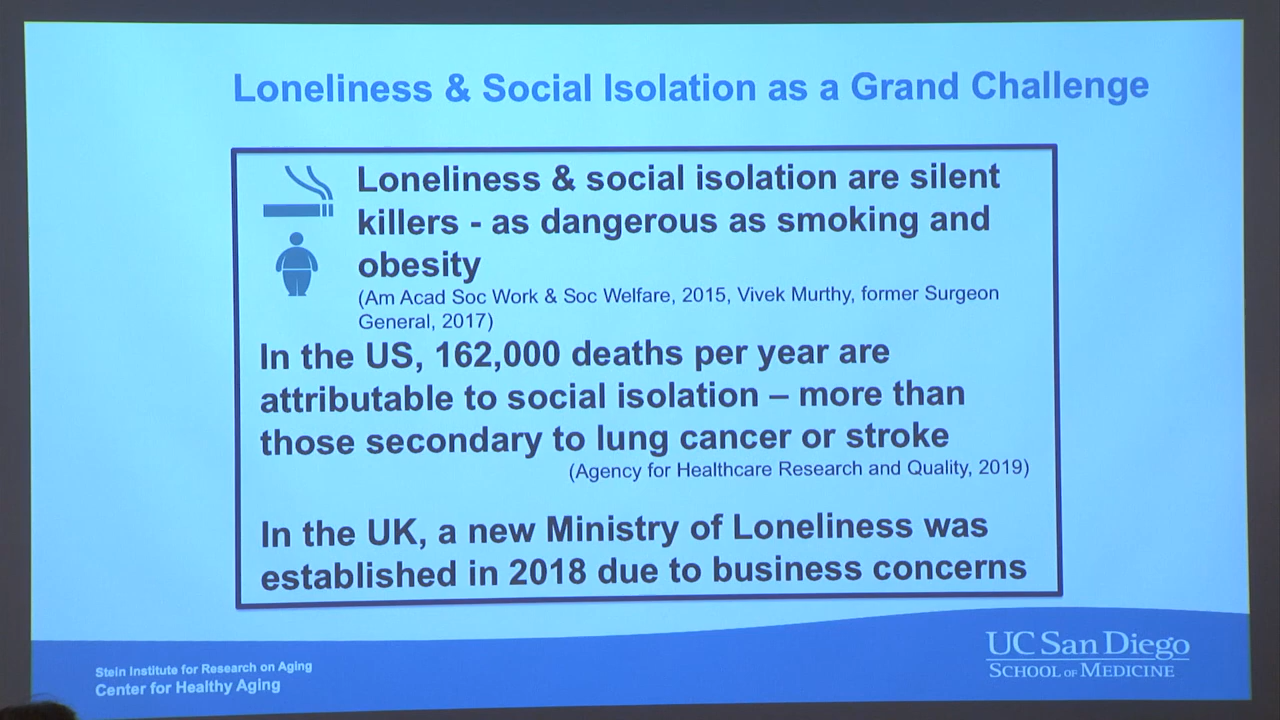 Loneliness & Social Isolation as a Grand Challenge
Loneliness & social isolation are silent
killers - as dangerous as smoking and
obesity
(Am Acad Soc Work & Soc Welfare, 2015, Vivek Murthy, former Surgeon
General, 2017)
In the US, 162,000 deaths per year are
attributable to social isolation – more than
those secondary to lung cancer or stroke
(Agency for Healthcare Research and Quality, 2019)
In the UK, a new Ministry of Loneliness was
established in 2018 due to business concerns
Stein Institute for Research on Aging
Center for Healthy Aging
UC San Diego
SCHOOL OF MEDICINE